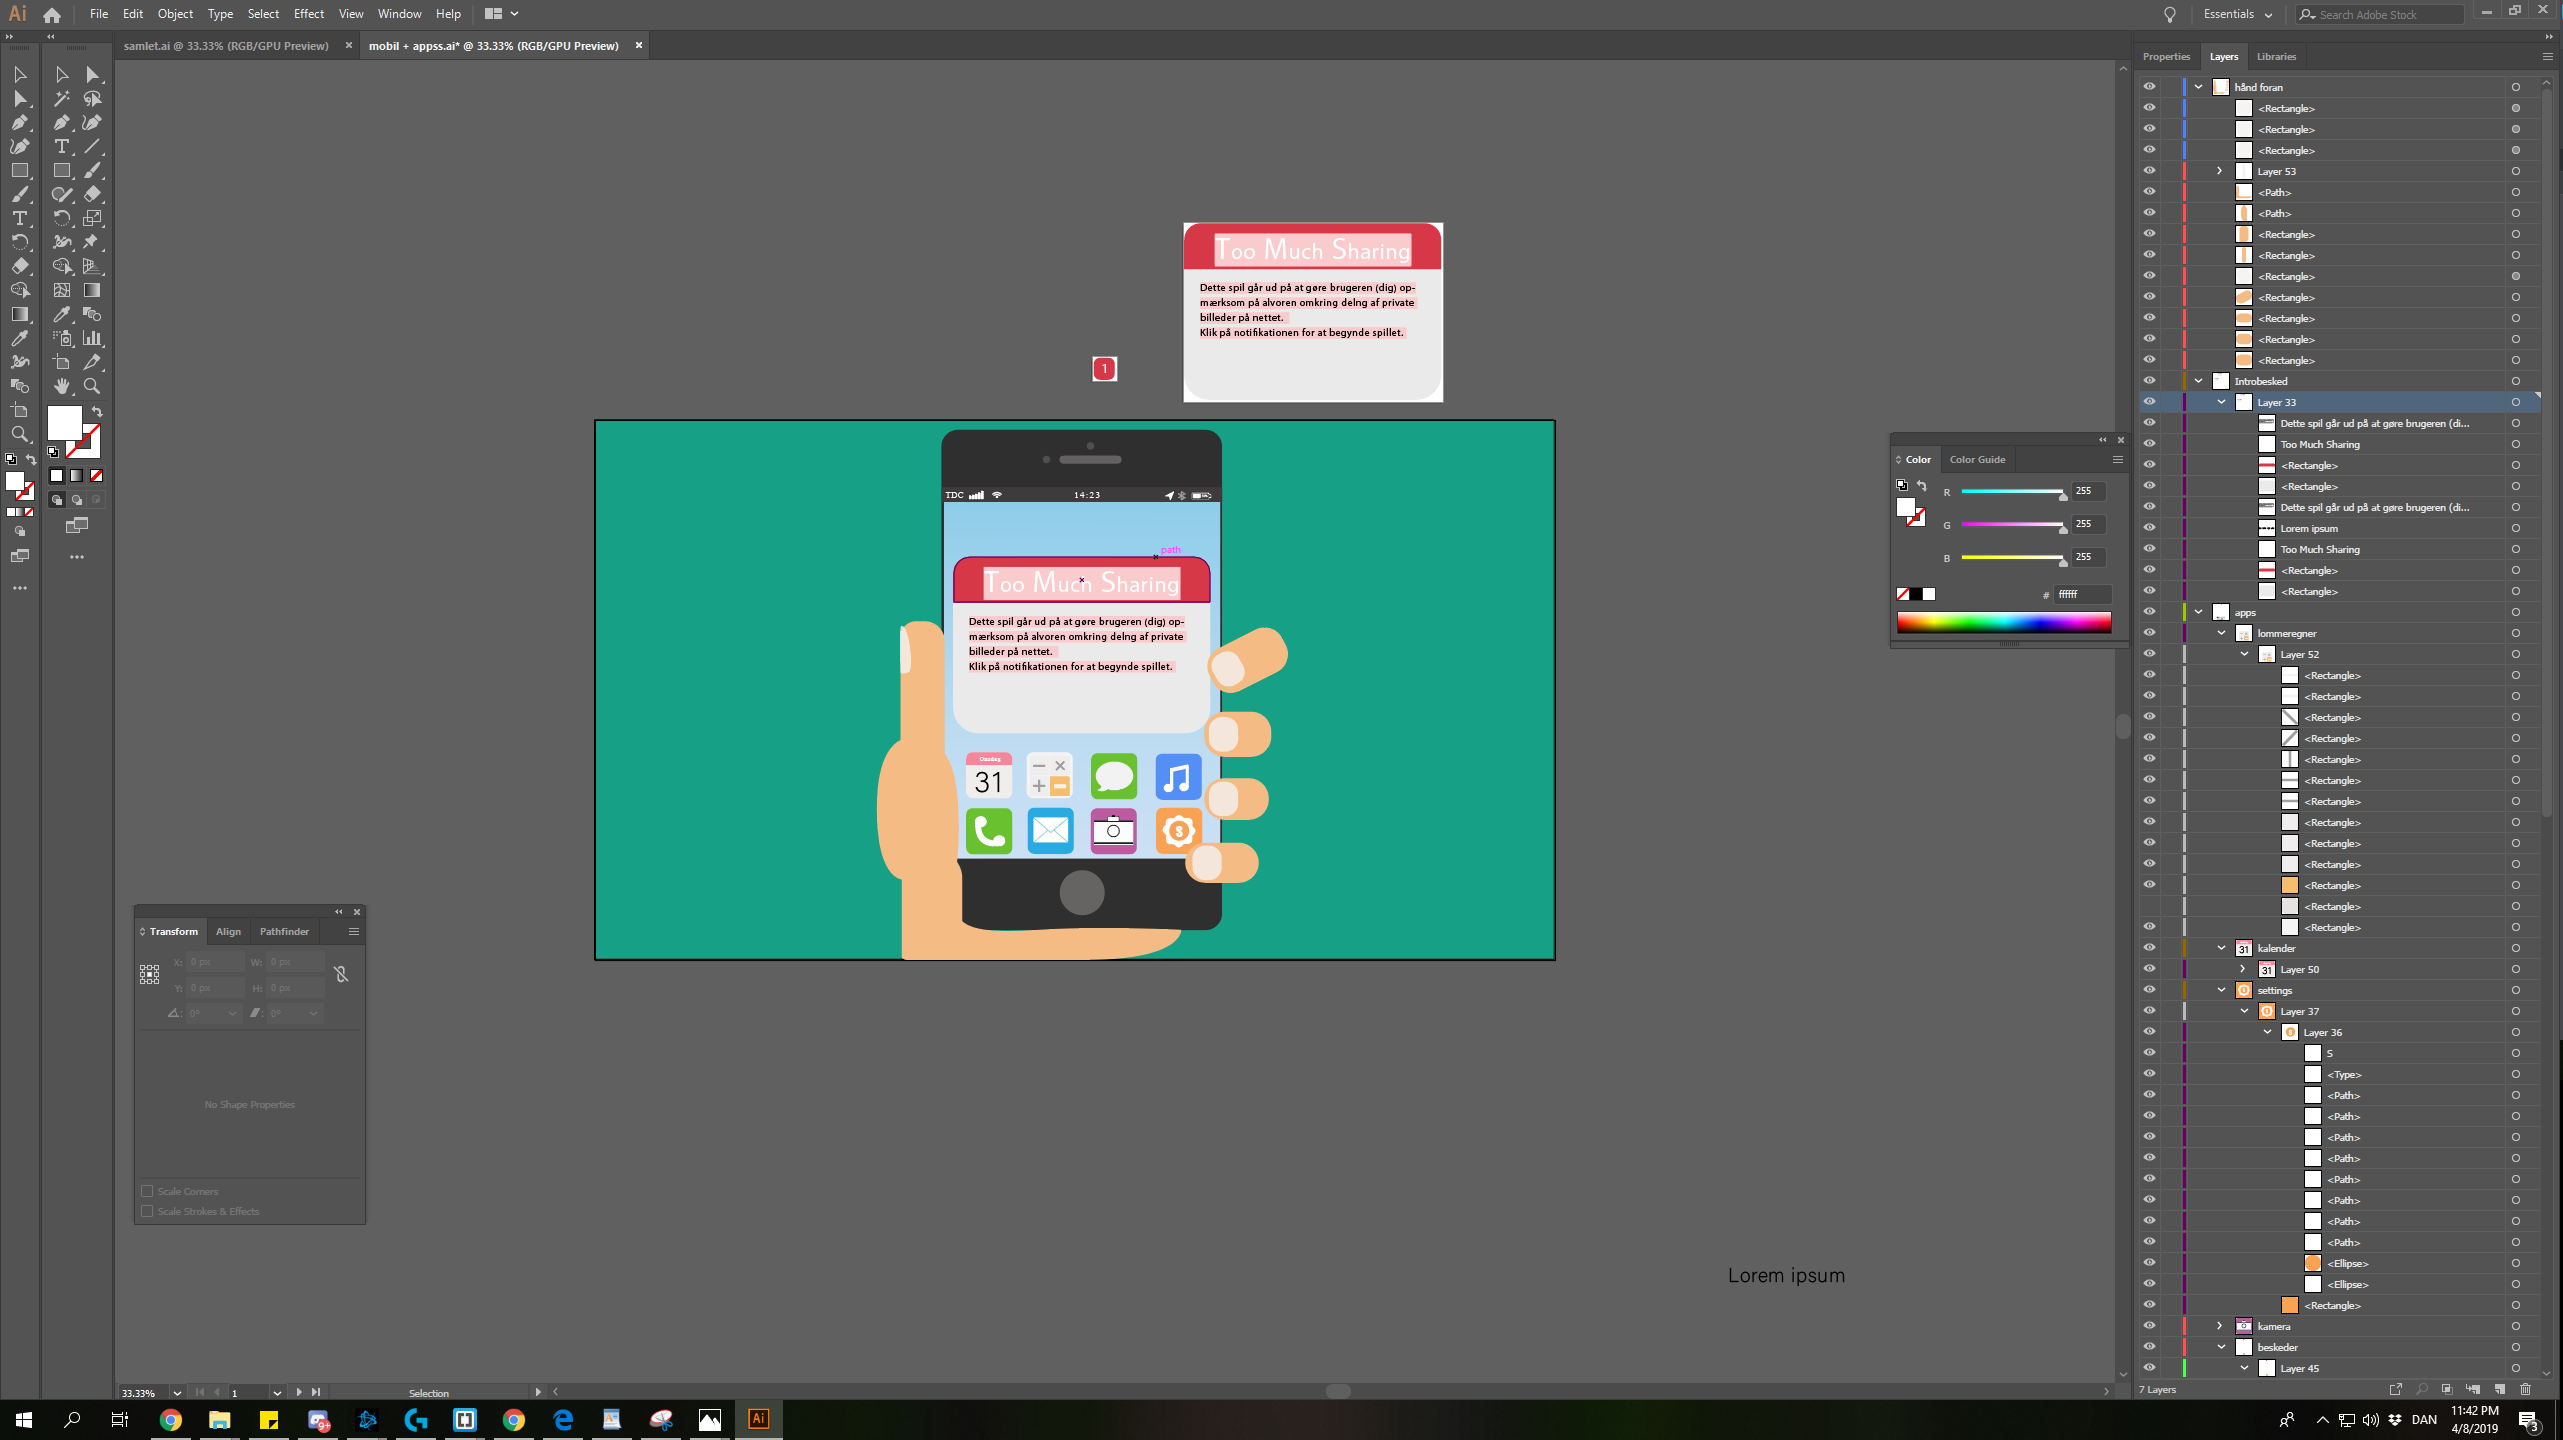 Ai File Edit Object Type Select Effect View Window Help
Essentials Search Adobe Stock
samlet.ai @ 33.33% (RGB/GPU Preview) × mobil + appss.ai* @ 33.33% (RGB/GPU Preview) ×
Properties Layers Libraries
Too Much Sharing
Dette spil går ud på at gøre brugeren (dig) op-
mærksom på alvoren omkring delng af private
billeder på nettet.
Klik på notifikationen for at begynde spillet.
1
TDC 14:23
path
Too Much Sharing
Dette spil går ud på at gøre brugeren (dig) op-
mærksom på alvoren omkring delng af private
billeder på nettet.
Klik på notifikationen for at begynde spillet.
Onsdag
31
S
Lorem ipsum
Color Color Guide
R 255
G 255
B 255
# ffffff
Transform Align Pathfinder
X: 0 px W: 0 px
Y: 0 px H: 0 px
0° 0°
No Shape Properties
Scale Corners
Scale Strokes & Effects
hånd foran
<Rectangle>
<Rectangle>
<Rectangle>
Layer 53
<Path>
<Path>
<Rectangle>
<Rectangle>
<Rectangle>
<Rectangle>
<Rectangle>
<Rectangle>
<Rectangle>
Introbesked
Layer 33
Dette spil går ud på at gøre brugeren (di...
Too Much Sharing
<Rectangle>
<Rectangle>
Dette spil går ud på at gøre brugeren (di...
Lorem ipsum
Too Much Sharing
<Rectangle>
<Rectangle>
apps
lommeregner
Layer 52
<Rectangle>
<Rectangle>
<Rectangle>
<Rectangle>
<Rectangle>
<Rectangle>
<Rectangle>
<Rectangle>
<Rectangle>
<Rectangle>
<Rectangle>
<Rectangle>
<Rectangle>
31 kalender
31 Layer 50
settings
Layer 37
Layer 36
S
<Type>
<Path>
<Path>
<Path>
<Path>
<Path>
<Path>
<Path>
<Path>
<Ellipse>
<Ellipse>
<Rectangle>
kamera
beskeder
Layer 45
7 Layers
33.33% 1 Selection
9+ Ai DAN 11:42 PM
4/8/2019 3